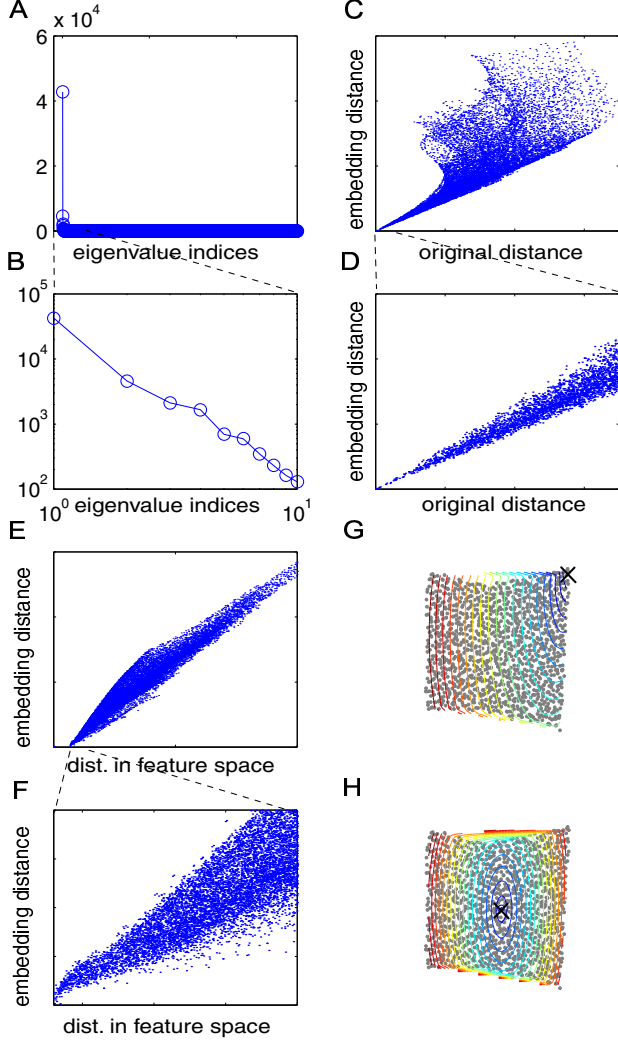 A
x 10^4
6
4
2
0
eigenvalue indices
B
10^5
10^4
10^3
10^2
10^0
eigenvalue indices
10^1
C
embedding distance
original distance
D
embedding distance
original distance
E
embedding distance
dist. in feature space
F
embedding distance
dist. in feature space
G
H